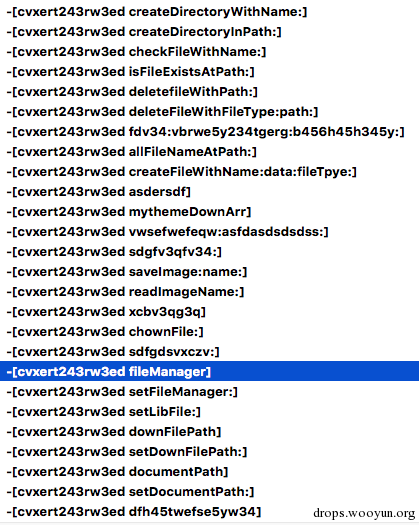 -[cvxert243rw3ed createDirectoryWithName:]
-[cvxert243rw3ed createDirectoryInPath:]
-[cvxert243rw3ed checkFileWithName:]
-[cvxert243rw3ed isFileExistsAtPath:]
-[cvxert243rw3ed deletefileWithPath:]
-[cvxert243rw3ed deleteFileWithFileType:path:]
-[cvxert243rw3ed fdv34:vbrwe5y234tgerg:b456h45h345y:]
-[cvxert243rw3ed allFileNameAtPath:]
-[cvxert243rw3ed createFileWithName:data:fileTpye:]
-[cvxert243rw3ed asdersdf]
-[cvxert243rw3ed mythemeDownArr]
-[cvxert243rw3ed vwsefwefeqw:asfdasdsdsdss:]
-[cvxert243rw3ed sdgfv3qfv34:]
-[cvxert243rw3ed saveImage:name:]
-[cvxert243rw3ed readImageName:]
-[cvxert243rw3ed xcbv3qg3q]
-[cvxert243rw3ed chownFile:]
-[cvxert243rw3ed sdfgdsvxczv:]
-[cvxert243rw3ed fileManager]
-[cvxert243rw3ed setFileManager:]
-[cvxert243rw3ed setLibFile:]
-[cvxert243rw3ed downFilePath]
-[cvxert243rw3ed setDownFilePath:]
-[cvxert243rw3ed documentPath]
-[cvxert243rw3ed setDocumentPath:]
-[cvxert243rw3ed dfh45twefse5yw34]
drops.wooyun.org